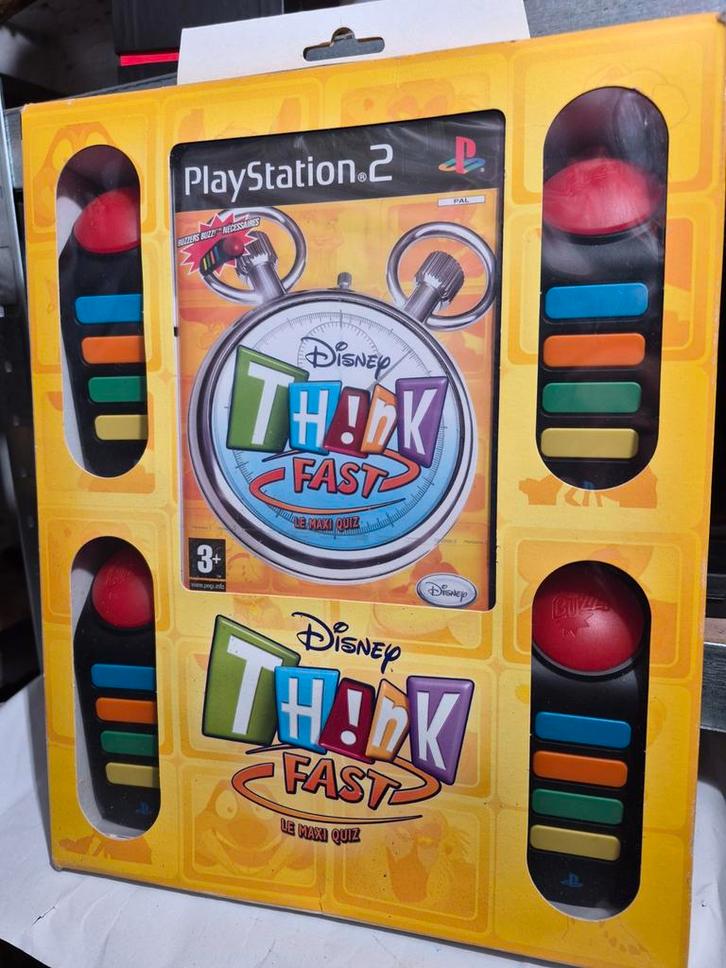 PlayStation®2
PAL
BUZZERS BUZZ!™ NÉCESSAIRES
DISNEY
TH!nK
FAST
LE MAXI QUIZ
3+
www.pegi.info
Disney
DISNEY
TH!nK
FAST
LE MAXI QUIZ
BUZZ!